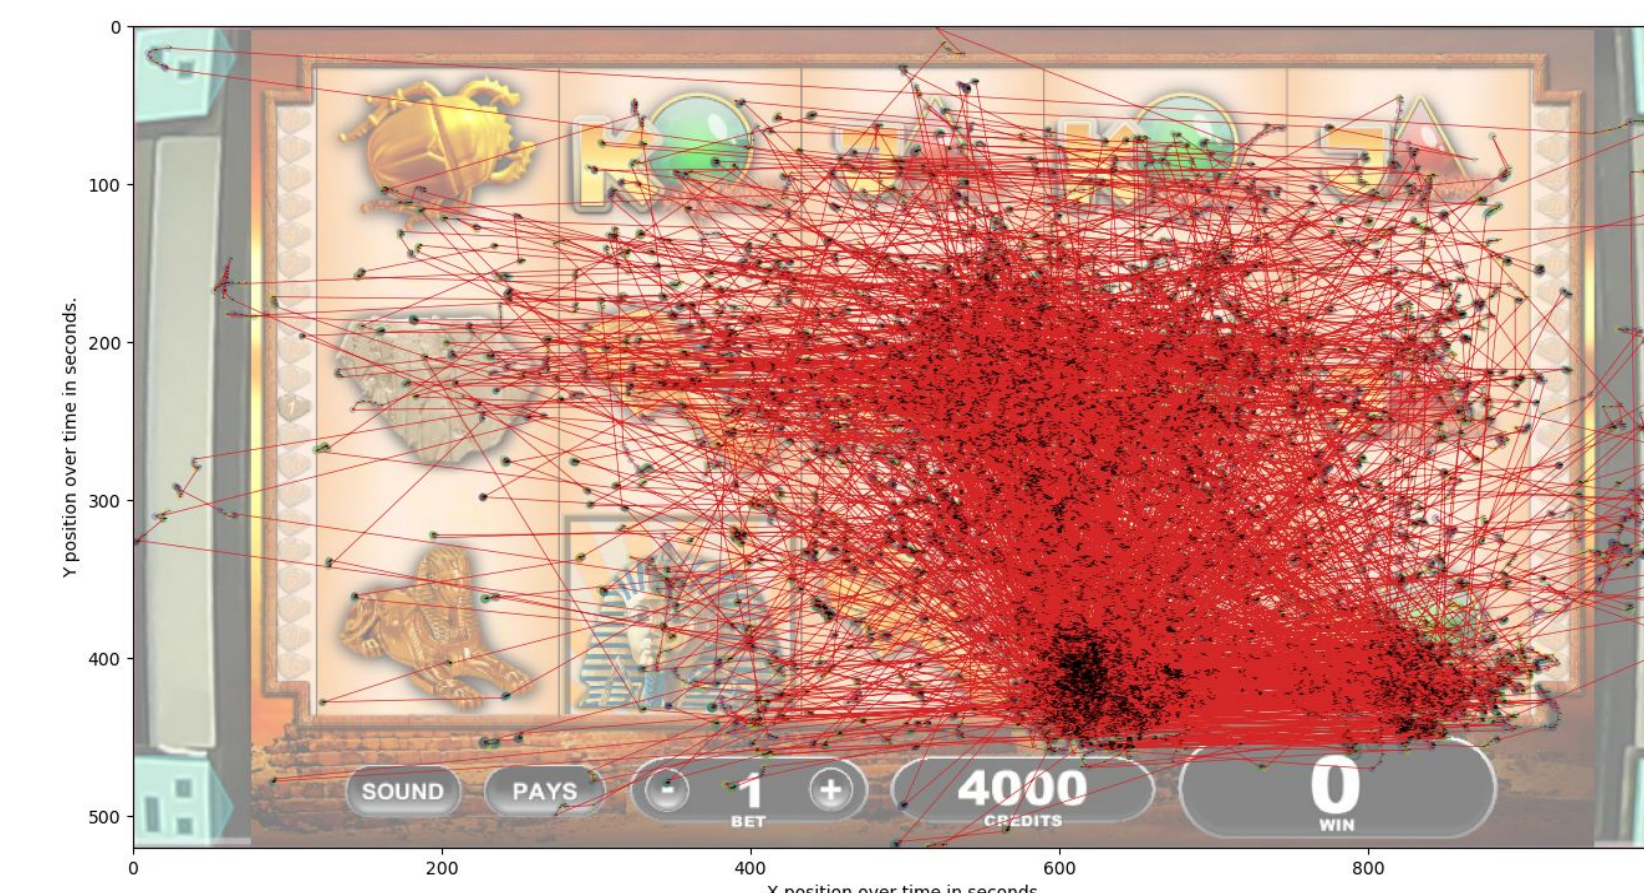 0
100
200
300
400
500
Y position over time in seconds.
K J K J
SOUND PAYS - 1 + 4000 0
BET CREDITS WIN
0 200 400 600 800
X position over time in seconds